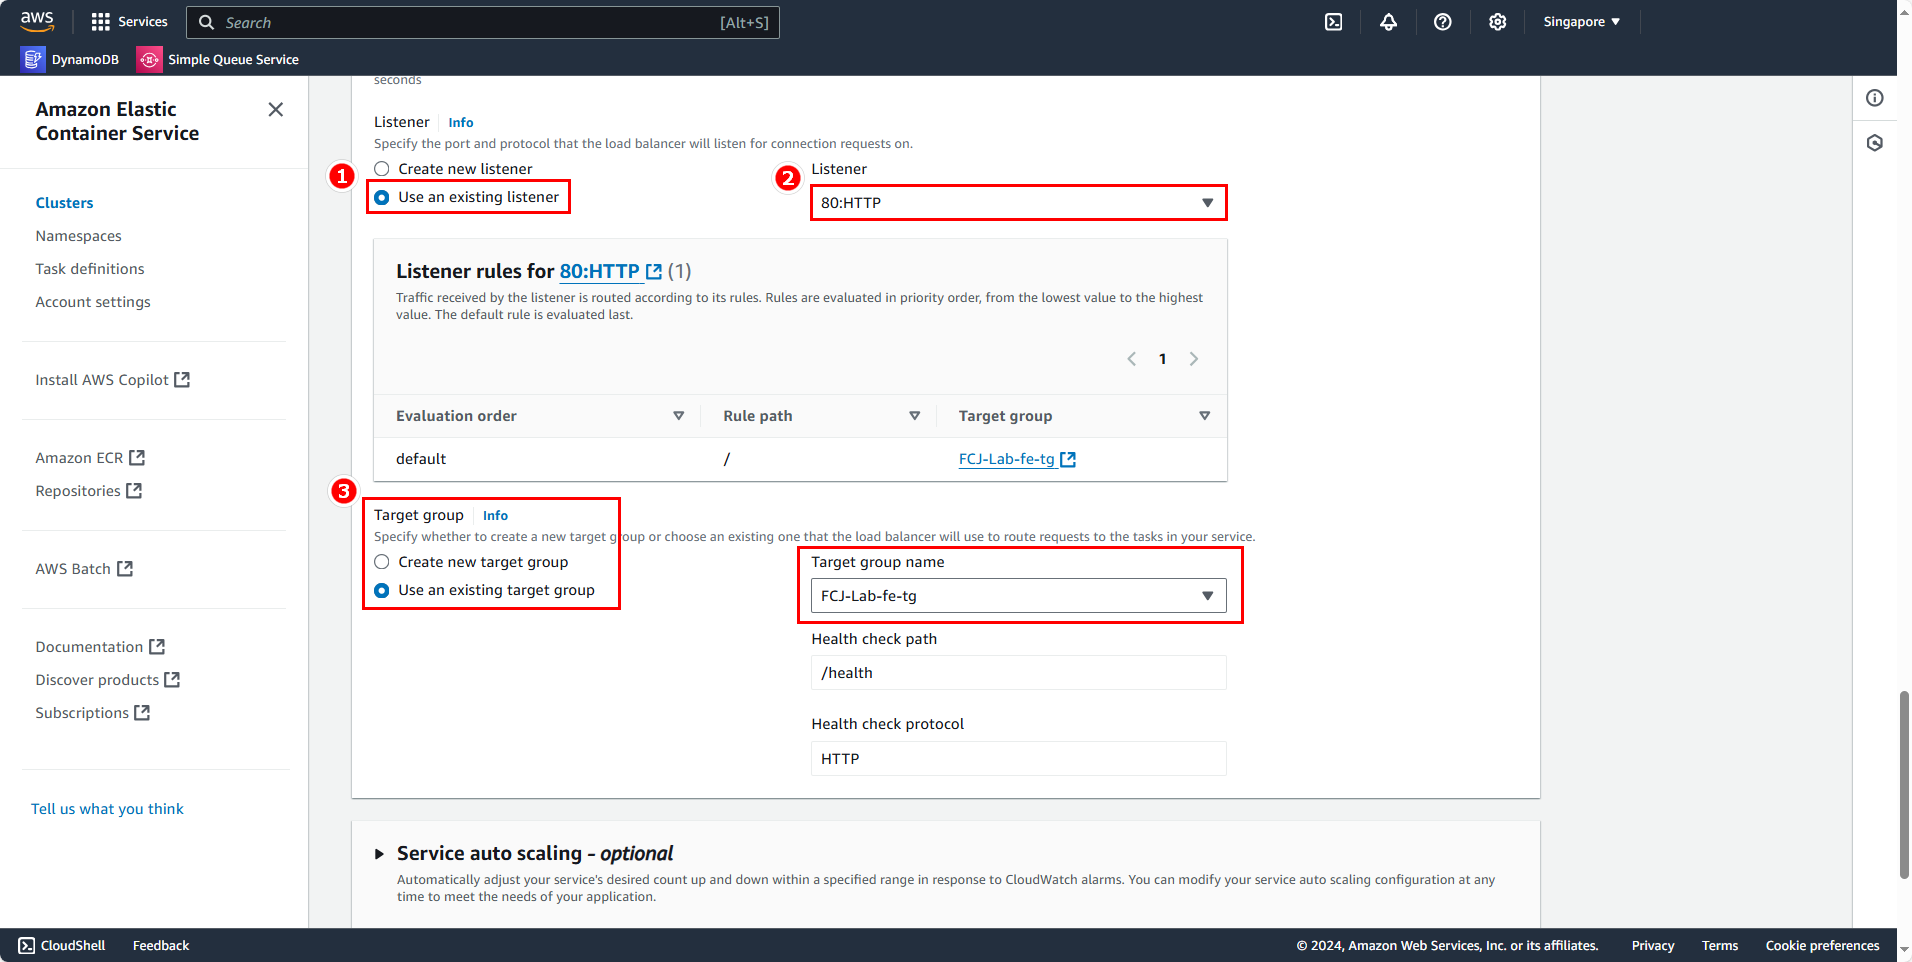 aws
Services
Search
[Alt+S]
Singapore
DynamoDB
Simple Queue Service
Amazon Elastic
Container Service
Clusters
Namespaces
Task definitions
Account settings
Install AWS Copilot
Amazon ECR
Repositories
AWS Batch
Documentation
Discover products
Subscriptions
Tell us what you think
seconds
Listener Info
Specify the port and protocol that the load balancer will listen for connection requests on.
1
Create new listener
Use an existing listener
2
Listener
80:HTTP
Listener rules for 80:HTTP (1)
Traffic received by the listener is routed according to its rules. Rules are evaluated in priority order, from the lowest value to the highest
value. The default rule is evaluated last.
1
Evaluation order Rule path Target group
default / FCJ-Lab-fe-tg
3
Target group Info
Specify whether to create a new target group or choose an existing one that the load balancer will use to route requests to the tasks in your service.
Create new target group
Use an existing target group
Target group name
FCJ-Lab-fe-tg
Health check path
/health
Health check protocol
HTTP
Service auto scaling - optional
Automatically adjust your service's desired count up and down within a specified range in response to CloudWatch alarms. You can modify your service auto scaling configuration at any
time to meet the needs of your application.
CloudShell
Feedback
© 2024, Amazon Web Services, Inc. or its affiliates.
Privacy
Terms
Cookie preferences